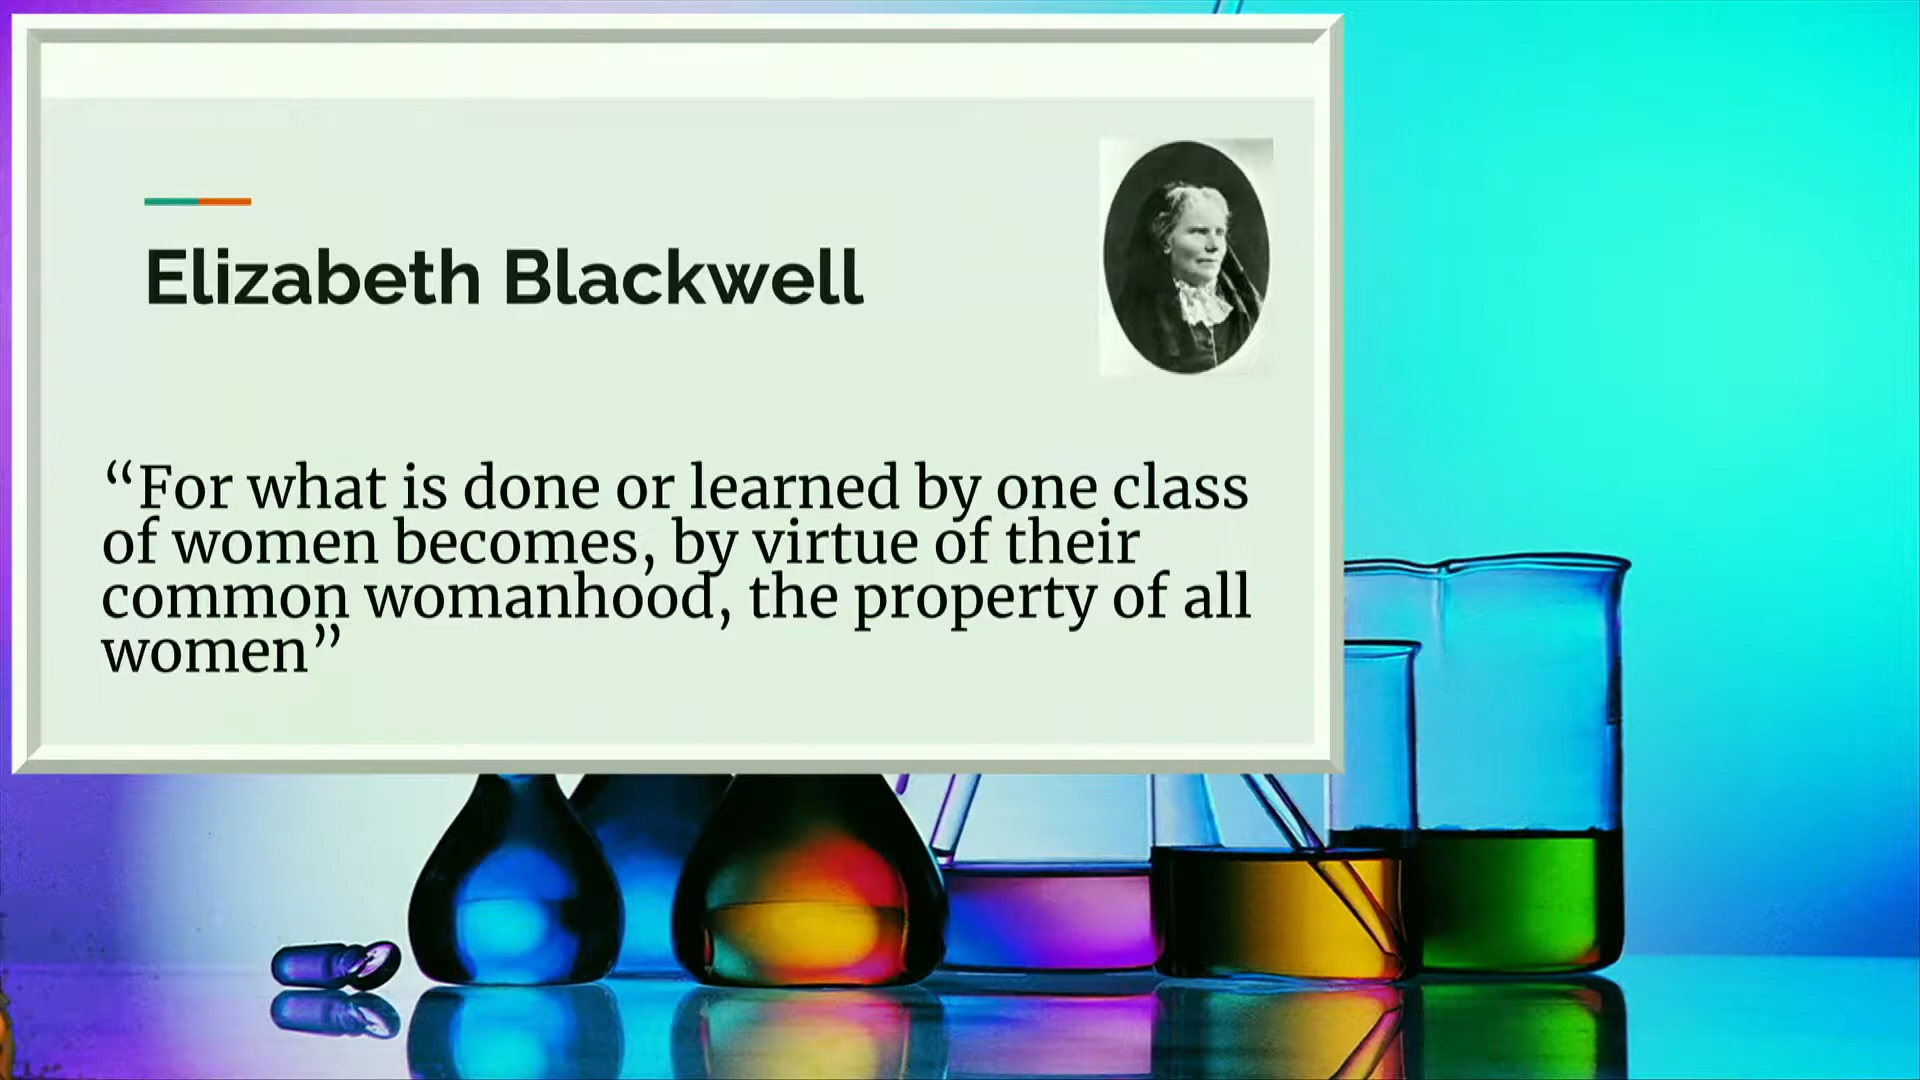 Elizabeth Blackwell
“For what is done or learned by one class
of women becomes, by virtue of their
common womanhood, the property of all
women”